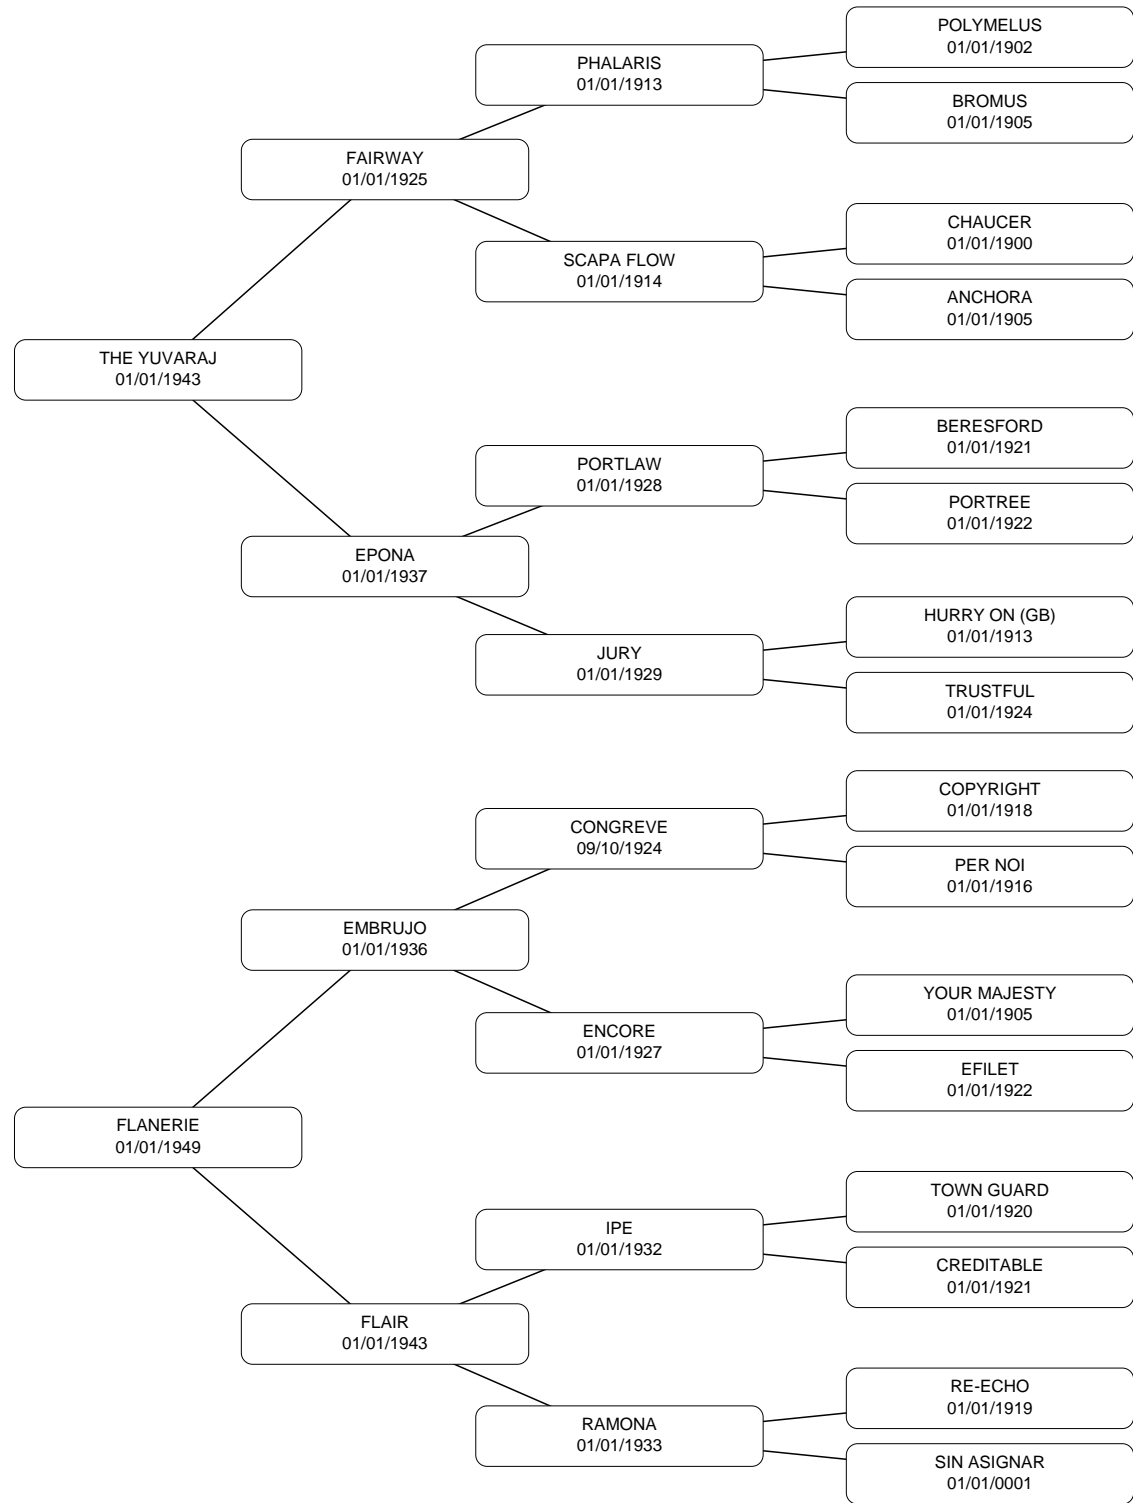 POLYMELUS
01/01/1902
PHALARIS
01/01/1913
BROMUS
01/01/1905
FAIRWAY
01/01/1925
CHAUCER
01/01/1900
SCAPA FLOW
01/01/1914
ANCHORA
01/01/1905
THE YUVARAJ
01/01/1943
BERESFORD
01/01/1921
PORTLAW
01/01/1928
PORTREE
01/01/1922
EPONA
01/01/1937
HURRY ON (GB)
01/01/1913
JURY
01/01/1929
TRUSTFUL
01/01/1924
COPYRIGHT
01/01/1918
CONGREVE
09/10/1924
PER NOI
01/01/1916
EMBRUJO
01/01/1936
YOUR MAJESTY
01/01/1905
ENCORE
01/01/1927
EFILET
01/01/1922
FLANERIE
01/01/1949
TOWN GUARD
01/01/1920
IPE
01/01/1932
CREDITABLE
01/01/1921
FLAIR
01/01/1943
RE-ECHO
01/01/1919
RAMONA
01/01/1933
SIN ASIGNAR
01/01/0001